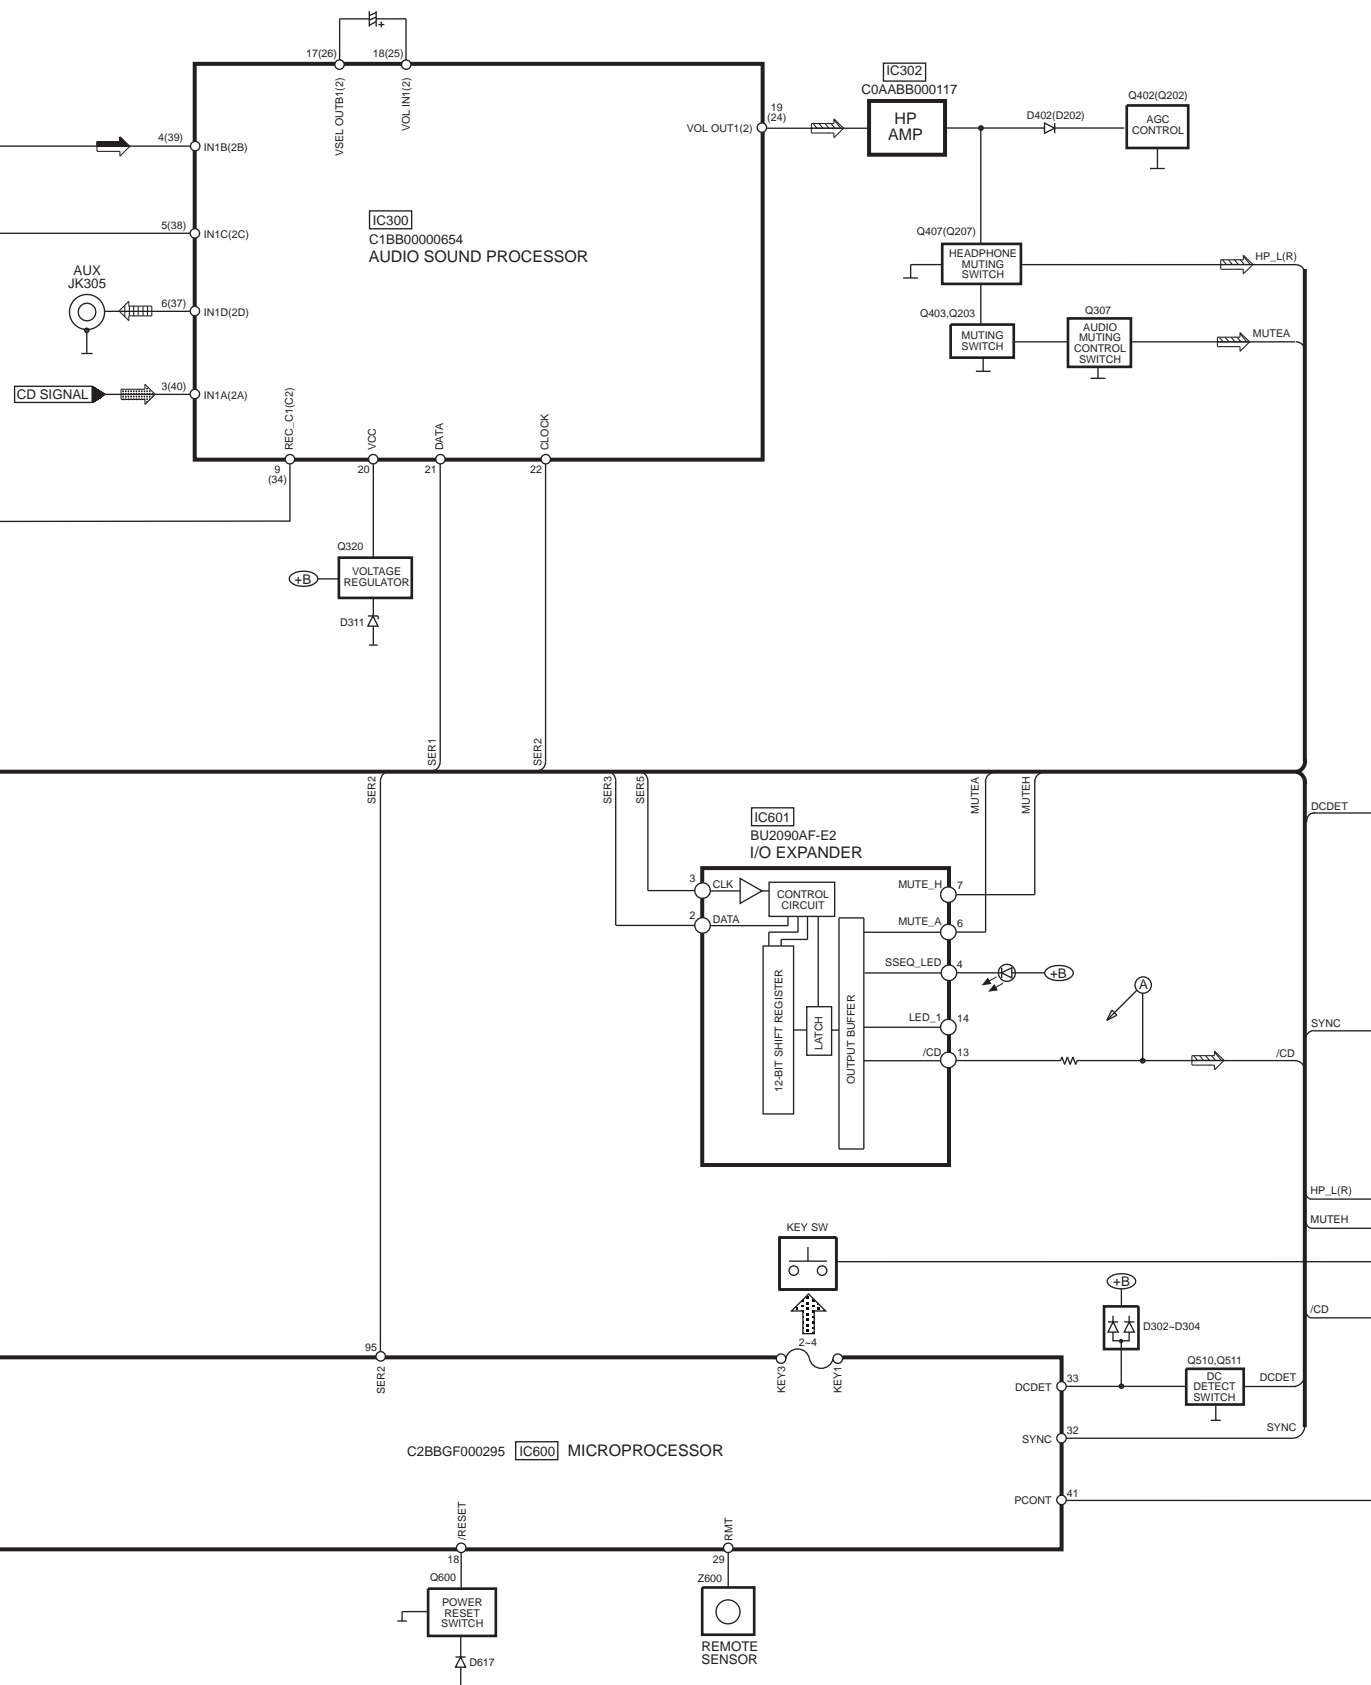 17(26)
18(25)
+
VSEL OUTB1(2)
VOL IN1(2)
4(39)
IN1B(2B)
5(38)
IN1C(2C)
AUX
JK305
6(37)
IN1D(2D)
CD SIGNAL
3(40)
IN1A(2A)
IC300
C1BB00000654
AUDIO SOUND PROCESSOR
VOL OUT1(2)
19
(24)
IC302
C0AABB000117
HP
AMP
D402(D202)
Q402(Q202)
AGC
CONTROL
Q407(Q207)
HEADPHONE
MUTING
SWITCH
HP_L(R)
Q403,Q203
MUTING
SWITCH
Q307
AUDIO
MUTING
CONTROL
SWITCH
MUTEA
REC_C1(C2)
VCC
DATA
CLOCK
9
(34)
20
21
22
Q320
+B
VOLTAGE
REGULATOR
D311
SER1
SER2
SER2
SER3
SER5
MUTEA
MUTEH
DCDET
IC601
BU2090AF-E2
I/O EXPANDER
3
CLK
2
DATA
CONTROL
CIRCUIT
12-BIT SHIFT REGISTER
LATCH
OUTPUT BUFFER
MUTE_H
7
MUTE_A
6
SSEQ_LED
4
+B
LED_1
14
/CD
13
A
/CD
SYNC
HP_L(R)
MUTEH
KEY SW
2~4
/CD
+B
D302~D304
95
SER2
KEY3
KEY1
DCDET
33
Q510,Q511
DC
DETECT
SWITCH
DCDET
SYNC
32
SYNC
PCONT
41
C2BBGF000295
IC600
MICROPROCESSOR
/RESET
18
RMT
29
Q600
POWER
RESET
SWITCH
D617
Z600
REMOTE
SENSOR